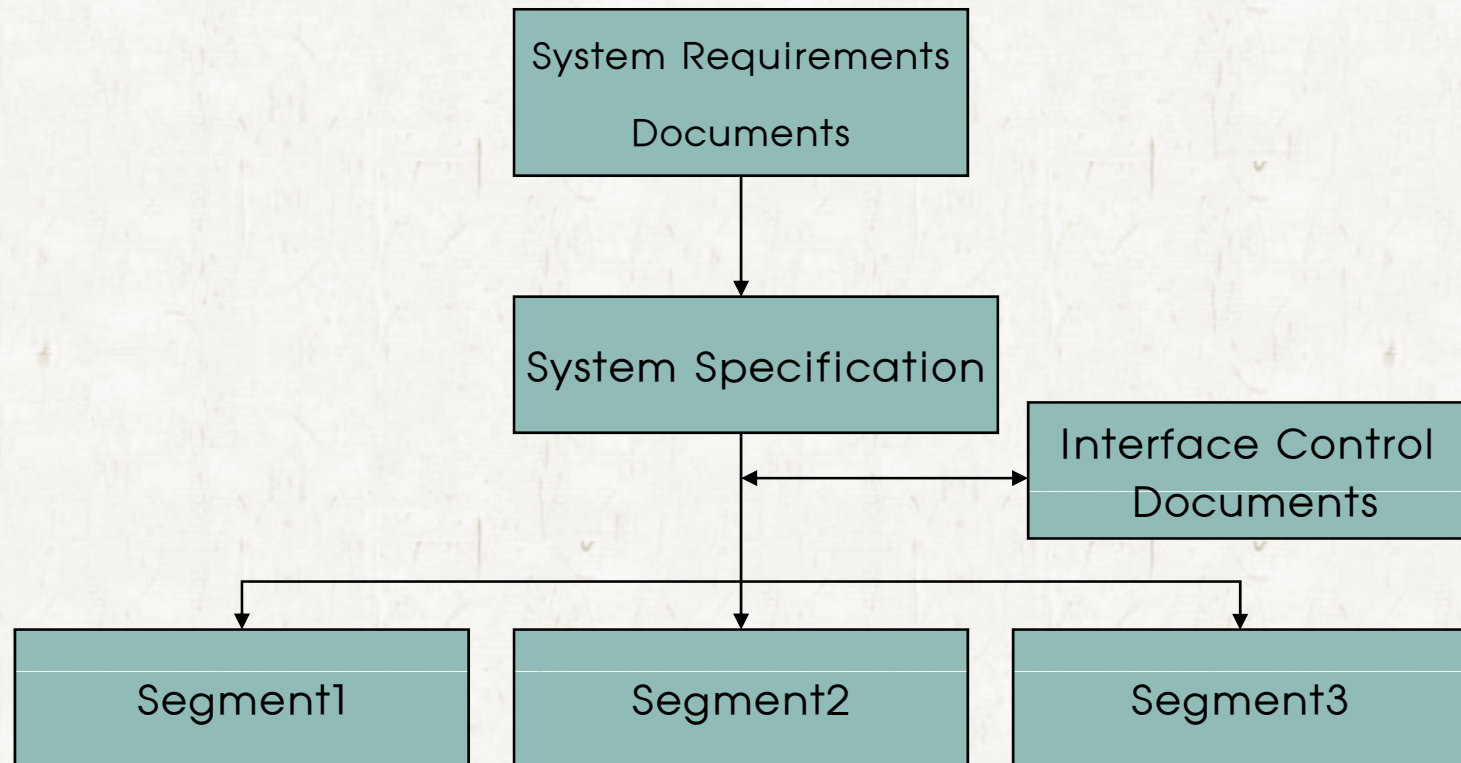 System Requirements
Documents
System Specification
Interface Control
Documents
Segment1
Segment2
Segment3